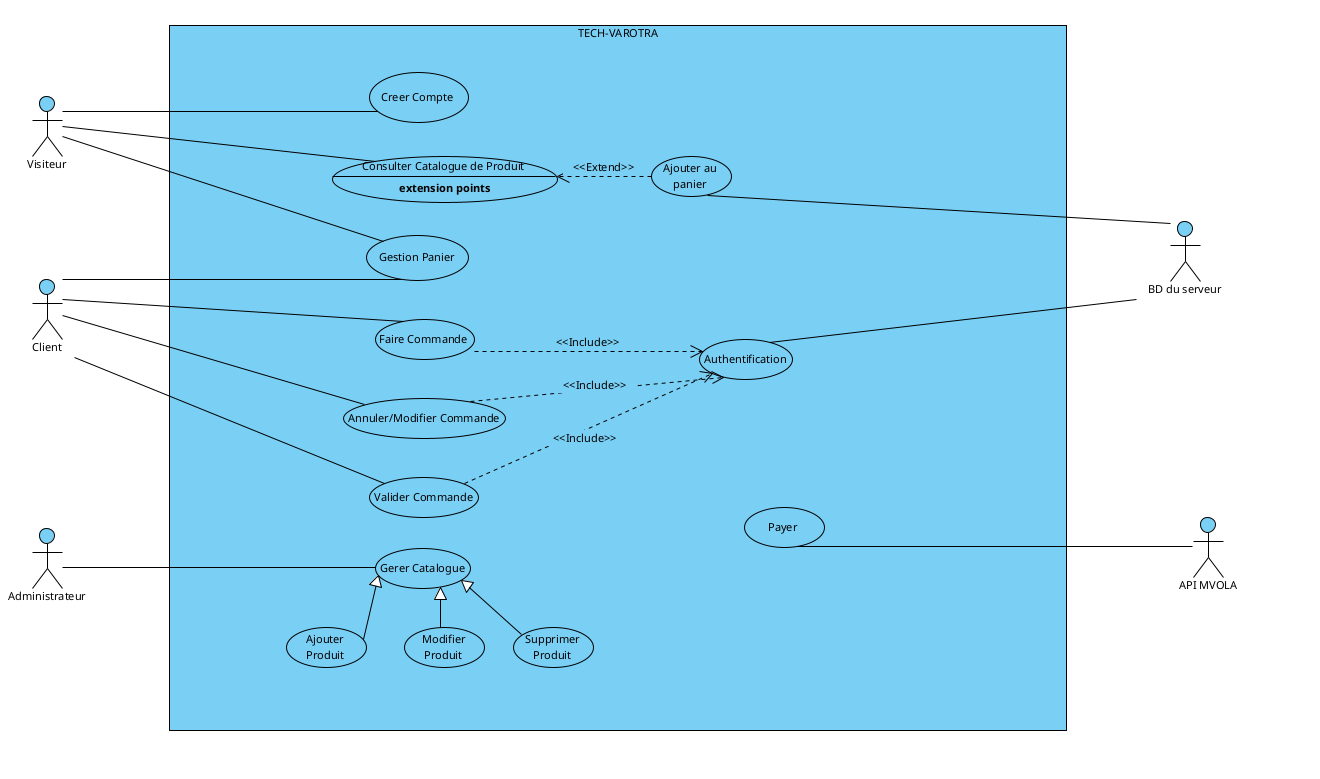 TECH-VAROTRA
Creer Compte
Visiteur
Consulter Catalogue de Produit
extension points
<<Extend>>
Ajouter au
panier
Gestion Panier
BD du serveur
Client
Faire Commande
<<Include>>
Authentification
<<Include>>
Annuler/Modifier Commande
<<Include>>
Valider Commande
Payer
API MVOLA
Administrateur
Gerer Catalogue
Ajouter
Produit
Modifier
Produit
Supprimer
Produit